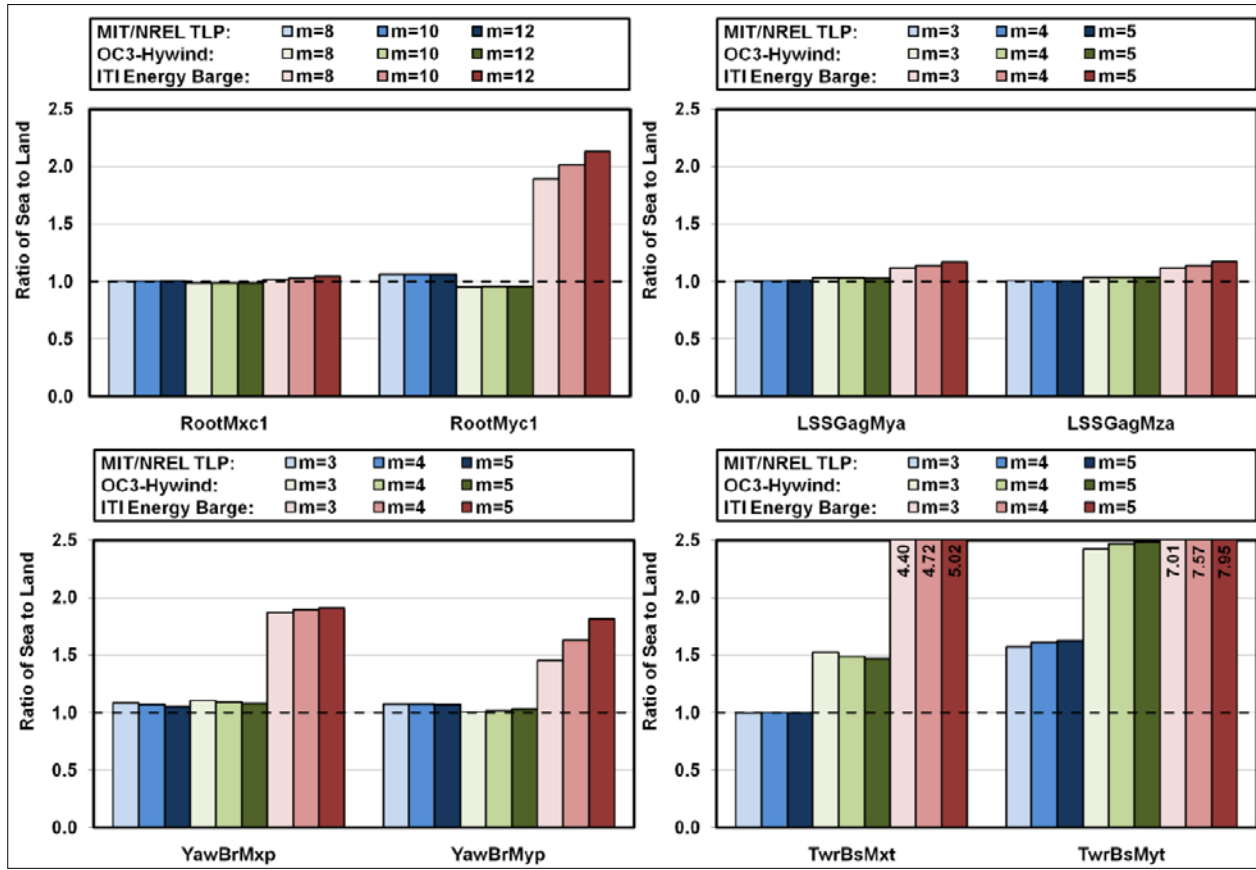 MIT/NREL TLP: m=8 m=10 m=12
OC3-Hywind: m=8 m=10 m=12
ITI Energy Barge: m=8 m=10 m=12
Ratio of Sea to Land
2.5
2.0
1.5
1.0
0.5
0.0
RootMxc1 RootMyc1
MIT/NREL TLP: m=3 m=4 m=5
OC3-Hywind: m=3 m=4 m=5
ITI Energy Barge: m=3 m=4 m=5
Ratio of Sea to Land
2.5
2.0
1.5
1.0
0.5
0.0
LSSGagMya LSSGagMza
MIT/NREL TLP: m=3 m=4 m=5
OC3-Hywind: m=3 m=4 m=5
ITI Energy Barge: m=3 m=4 m=5
Ratio of Sea to Land
2.5
2.0
1.5
1.0
0.5
0.0
YawBrMxp YawBrMyp
MIT/NREL TLP: m=3 m=4 m=5
OC3-Hywind: m=3 m=4 m=5
ITI Energy Barge: m=3 m=4 m=5
Ratio of Sea to Land
2.5
2.0
1.5
1.0
0.5
0.0
4.40
4.72
5.02
7.01
7.57
7.95
TwrBsMxt TwrBsMyt